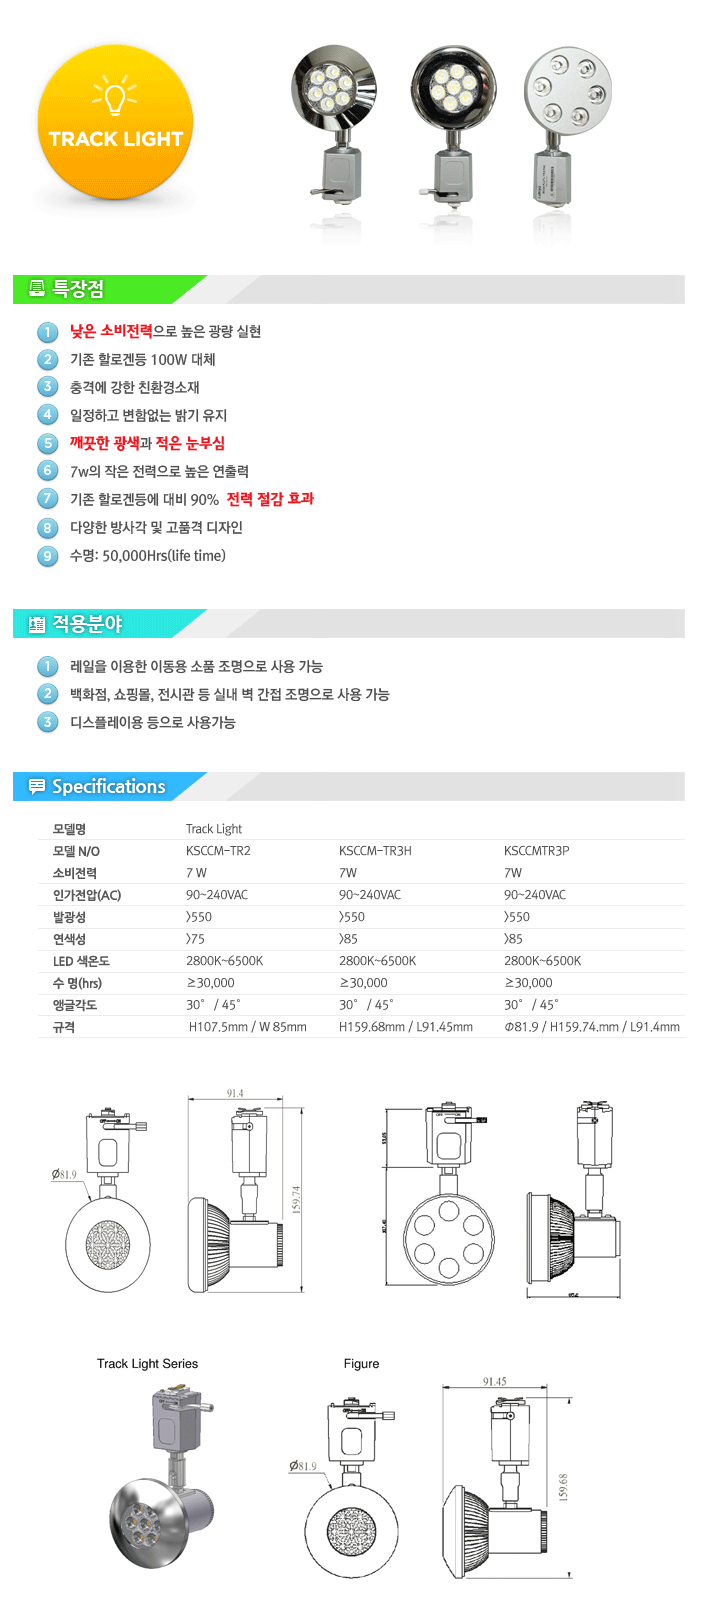 TRACK LIGHT
특장점
1 낮은 소비전력으로 높은 광량 실현
2 기존 할로겐등 100W 대체
3 충격에 강한 친환경소재
4 일정하고 변함없는 밝기 유지
5 깨끗한 광색과 적은 눈부심
6 7w의 작은 전력으로 높은 연출력
7 기존 할로겐등에 대비 90% 전력 절감 효과
8 다양한 방사각 및 고품격 디자인
9 수명: 50,000Hrs(life time)
적용분야
1 레일을 이용한 이동용 소품 조명으로 사용 가능
2 백화점, 쇼핑몰, 전시관 등 실내 벽 간접 조명으로 사용 가능
3 디스플레이용 등으로 사용가능
Specifications
모델명 Track Light
모델 N/O KSCCM-TR2 KSCCM-TR3H KSCCMTR3P
소비전력 7 W 7W 7W
인가전압(AC) 90~240VAC 90~240VAC 90~240VAC
발광성 >550 >550 >550
연색성 >75 >85 >85
LED 색온도 2800K~6500K 2800K~6500K 2800K~6500K
수 명(hrs) ≥30,000 ≥30,000 ≥30,000
앵글각도 30° / 45° 30° / 45° 30° / 45°
규격 H107.5mm / W 85mm H159.68mm / L91.45mm Φ81.9 / H159.74.mm / L91.4mm
91.4
OFF ON
Ø81.9
159.74
OFF ON
Track Light Series
Figure
91.45
Ø81.9
159.68